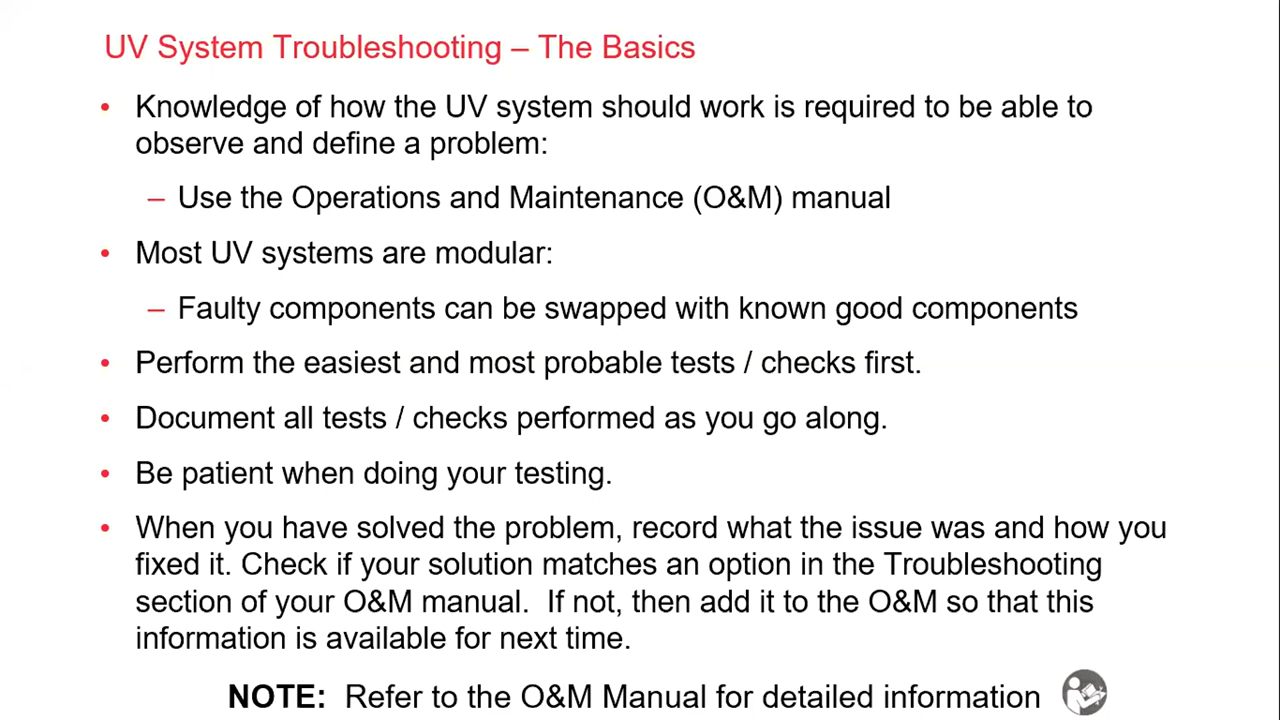 UV System Troubleshooting – The Basics
• Knowledge of how the UV system should work is required to be able to
observe and define a problem:
– Use the Operations and Maintenance (O&M) manual
• Most UV systems are modular:
– Faulty components can be swapped with known good components
• Perform the easiest and most probable tests / checks first.
• Document all tests / checks performed as you go along.
• Be patient when doing your testing.
• When you have solved the problem, record what the issue was and how you
fixed it. Check if your solution matches an option in the Troubleshooting
section of your O&M manual.  If not, then add it to the O&M so that this
information is available for next time.
NOTE:  Refer to the O&M Manual for detailed information